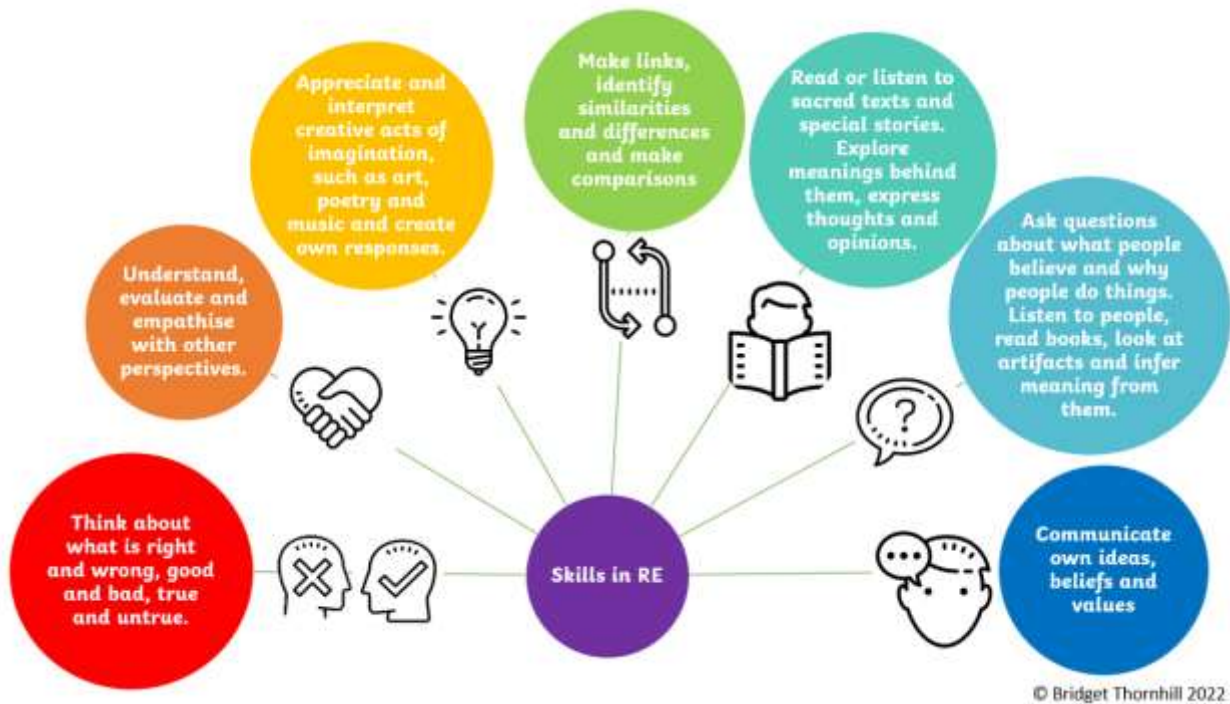 Think about
what is right
and wrong, good
and bad, true
and untrue.
Understand,
evaluate and
empathise
with other
perspectives.
Appreciate and
interpret
creative acts of
imagination,
such as art,
poetry and
music and create
own responses.
Make links,
identify
similarities
and differences
and make
comparisons
Read or listen to
sacred texts and
special stories.
Explore
meanings behind
them, express
thoughts and
opinions.
Ask questions
about what people
believe and why
people do things.
Listen to people,
read books, look at
artifacts and infer
meaning from
them.
?
Communicate
own ideas,
beliefs and
values
Skills in RE
© Bridget Thornhill 2022